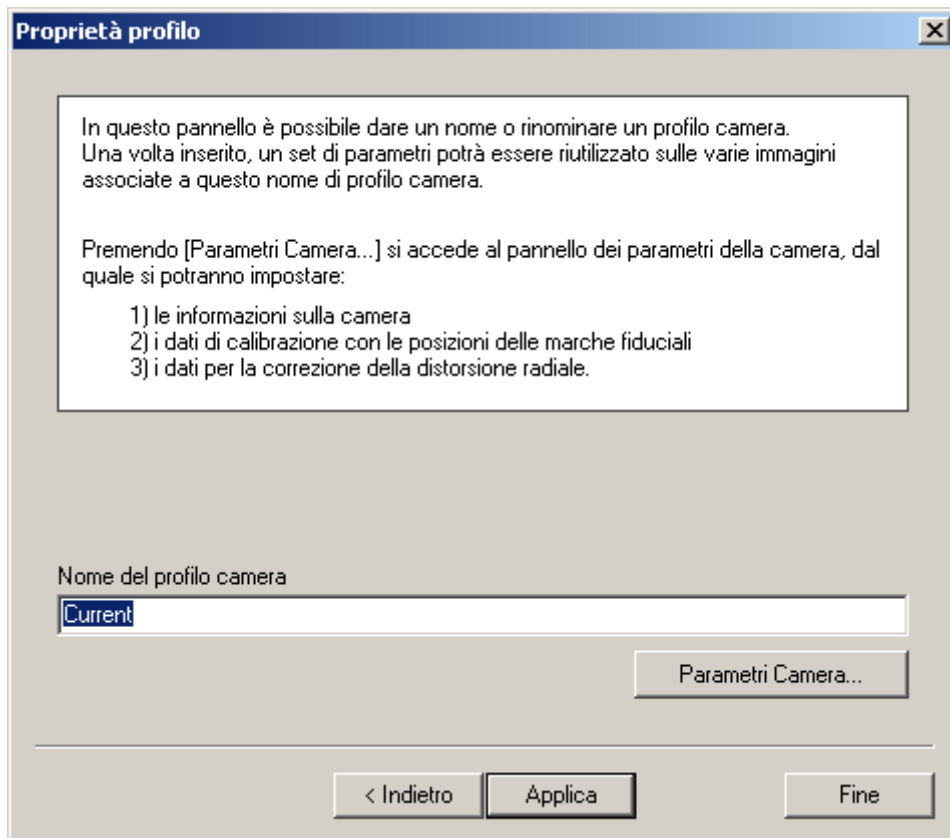 Proprietà profilo
In questo pannello è possibile dare un nome o rinominare un profilo camera.
Una volta inserito, un set di parametri potrà essere riutilizzato sulle varie immagini
associate a questo nome di profilo camera.
Premendo [Parametri Camera...] si accede al pannello dei parametri della camera, dal
quale si potranno impostare:
1) le informazioni sulla camera
2) i dati di calibrazione con le posizioni delle marche fiduciali
3) i dati per la correzione della distorsione radiale.
Nome del profilo camera
Current
Parametri Camera...
< Indietro
Applica
Fine